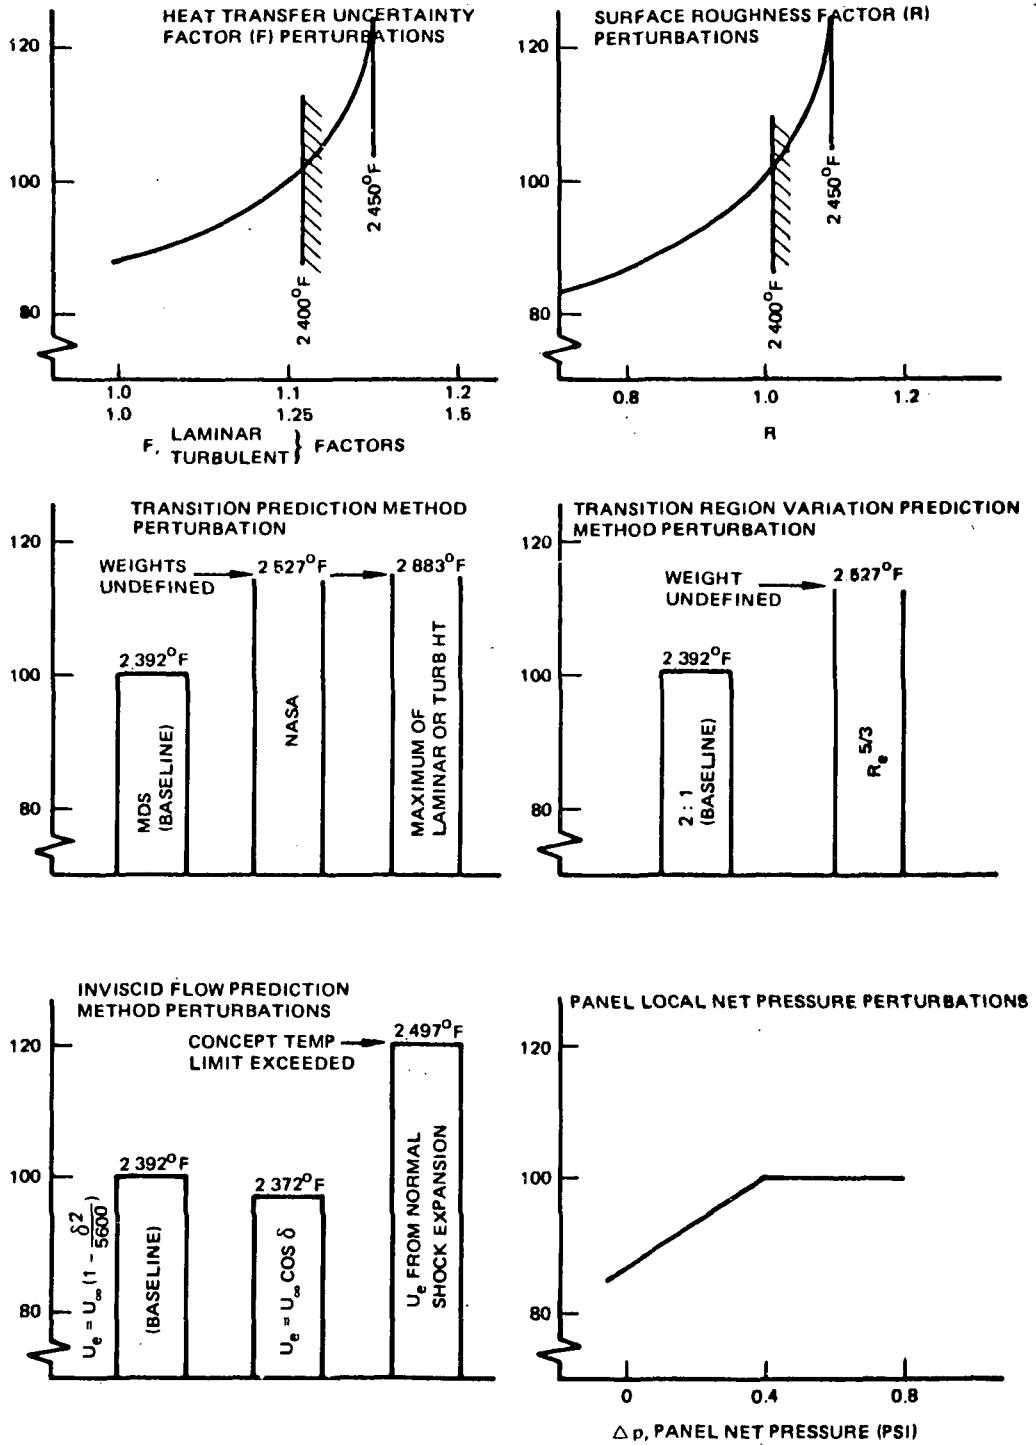 HEAT TRANSFER UNCERTAINTY
FACTOR (F) PERTURBATIONS
120
100
80
2 400°F
2 450°F
1.0
1.1
1.2
1.0
1.25
1.5
F, LAMINAR
TURBULENT } FACTORS
SURFACE ROUGHNESS FACTOR (R)
PERTURBATIONS
120
100
80
2 400°F
2 450°F
0.8
1.0
1.2
R
TRANSITION PREDICTION METHOD
PERTURBATION
120
100
80
WEIGHTS
UNDEFINED
2 392°F
2 527°F
2 883°F
MDS
(BASELINE)
NASA
MAXIMUM OF
LAMINAR OR TURB HT
TRANSITION REGION VARIATION PREDICTION
METHOD PERTURBATION
120
100
80
WEIGHT
UNDEFINED
2 392°F
2.527°F
2 : 1
(BASELINE)
Re 5/3
INVISCID FLOW PREDICTION
METHOD PERTURBATIONS
120
100
80
CONCEPT TEMP
LIMIT EXCEEDED
2 392°F
2 372°F
2 497°F
Ue = U∞ (1 - δ2/5600)
(BASELINE)
Ue = U∞ COS δ
Ue FROM NORMAL
SHOCK EXPANSION
PANEL LOCAL NET PRESSURE PERTURBATIONS
120
100
80
0
0.4
0.8
Δp, PANEL NET PRESSURE (PSI)